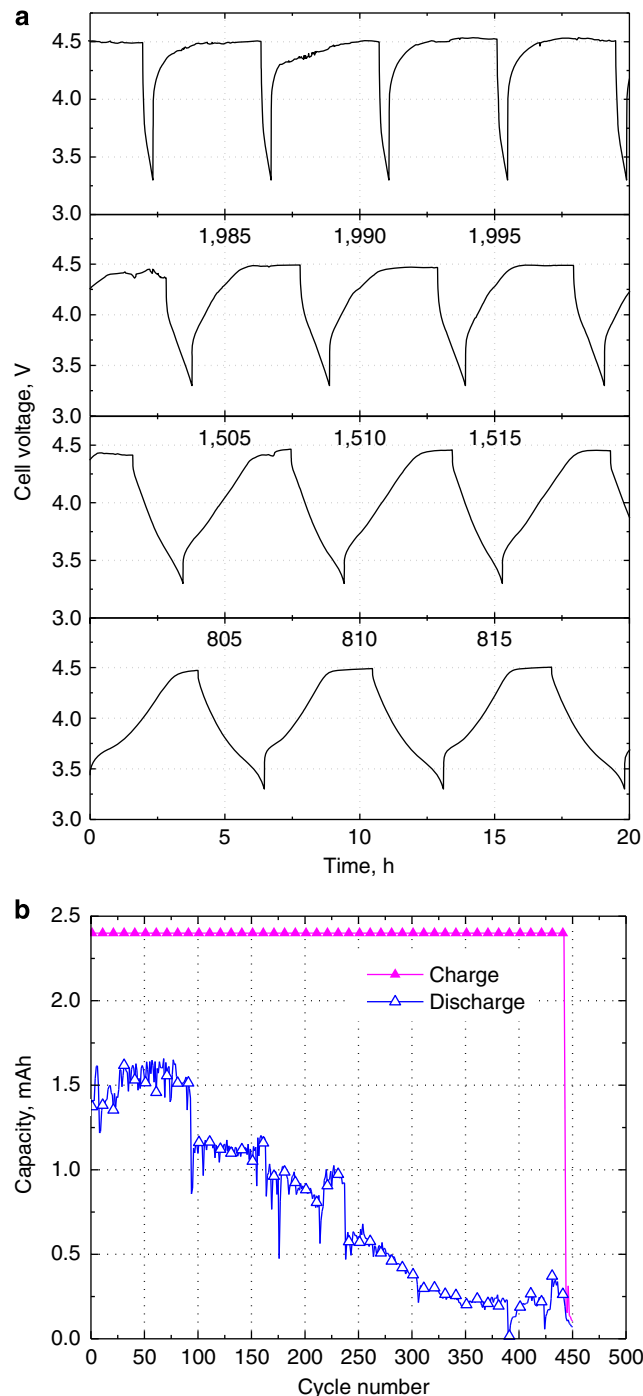 a
4.5
4.0
3.5
3.0
1,985 1,990 1,995
4.5
4.0
3.5
3.0
1,505 1,510 1,515
4.5
4.0
3.5
3.0
805 810 815
4.5
4.0
3.5
3.0
0 5 10 15 20
Cell voltage, V
Time, h
b
2.5
2.0
1.5
1.0
0.5
0.0
Charge
Discharge
Capacity, mAh
0 50 100 150 200 250 300 350 400 450 500
Cycle number